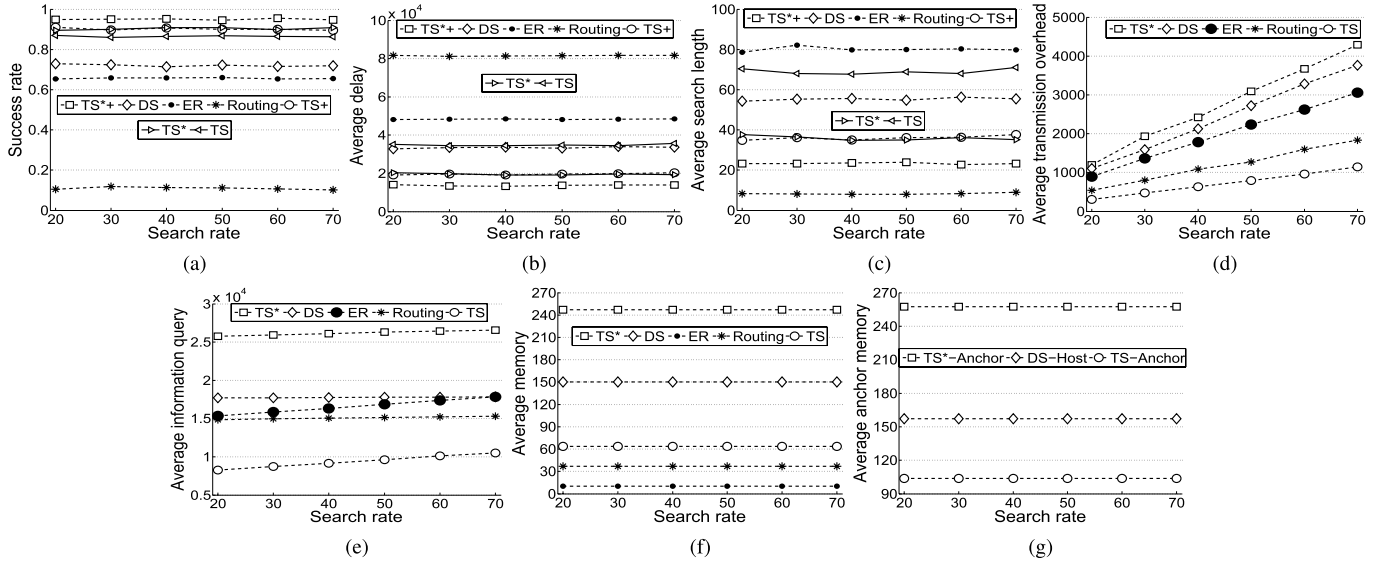 Success rate
1
0.8
0.6
0.4
0.2
0
TS*+ DS ER Routing TS+
TS* TS
20 30 40 50 60 70
Search rate
(a)
Average delay
10 x 10^4
8
6
4
2
0
TS*+ DS ER Routing TS+
TS* TS
20 30 40 50 60 70
Search rate
(b)
Average search length
100
80
60
40
20
0
TS*+ DS ER Routing TS+
TS* TS
20 30 40 50 60 70
Search rate
(c)
Average transmission overhead
5000
4000
3000
2000
1000
0
TS* DS ER Routing TS
20 30 40 50 60 70
Search rate
(d)
Average information query
3 x 10^4
2.5
2
1.5
1
0.5
TS* DS ER Routing TS
20 30 40 50 60 70
Search rate
(e)
Average memory
270
240
210
180
150
120
90
60
30
0
TS* DS ER Routing TS
20 30 40 50 60 70
Search rate
(f)
Average anchor memory
270
240
210
180
150
120
90
TS*−Anchor DS−Host TS−Anchor
20 30 40 50 60 70
Search rate
(g)